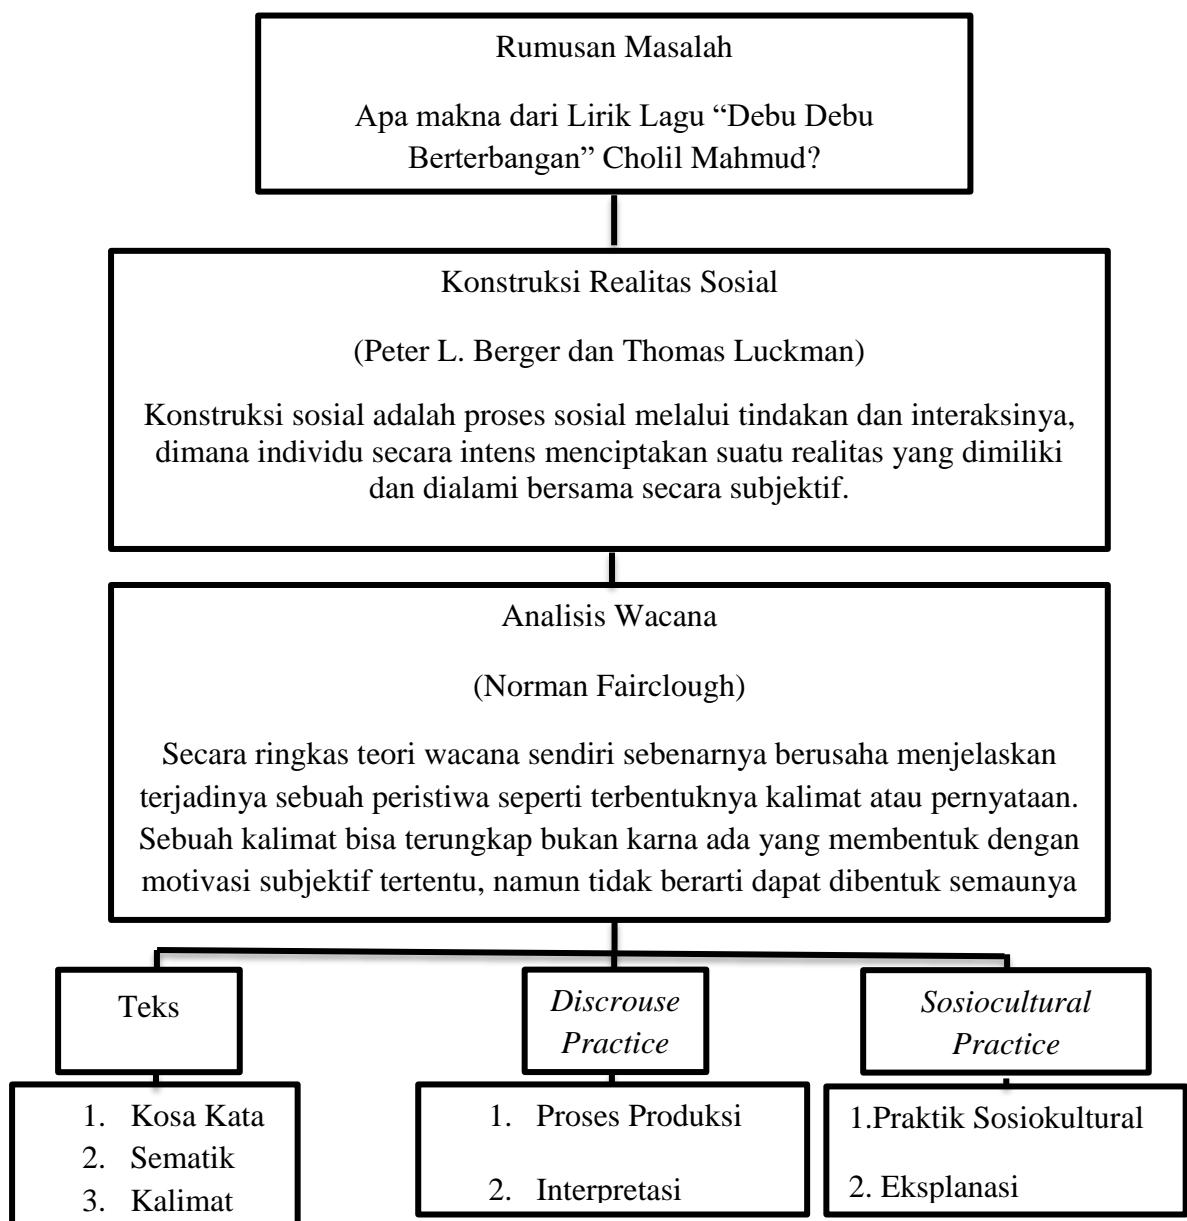 Rumusan Masalah
Apa makna dari Lirik Lagu “Debu Debu
Berterbangan” Cholil Mahmud?
Konstruksi Realitas Sosial
(Peter L. Berger dan Thomas Luckman)
Konstruksi sosial adalah proses sosial melalui tindakan dan interaksinya,
dimana individu secara intens menciptakan suatu realitas yang dimiliki
dan dialami bersama secara subjektif.
Analisis Wacana
(Norman Fairclough)
Secara ringkas teori wacana sendiri sebenarnya berusaha menjelaskan
terjadinya sebuah peristiwa seperti terbentuknya kalimat atau pernyataan.
Sebuah kalimat bisa terungkap bukan karna ada yang membentuk dengan
motivasi subjektif tertentu, namun tidak berarti dapat dibentuk semaunya
Teks
1. Kosa Kata
2. Sematik
3. Kalimat
Discrouse
Practice
1. Proses Produksi
2. Interpretasi
Sosiocultural
Practice
1.Praktik Sosiokultural
2. Eksplanasi